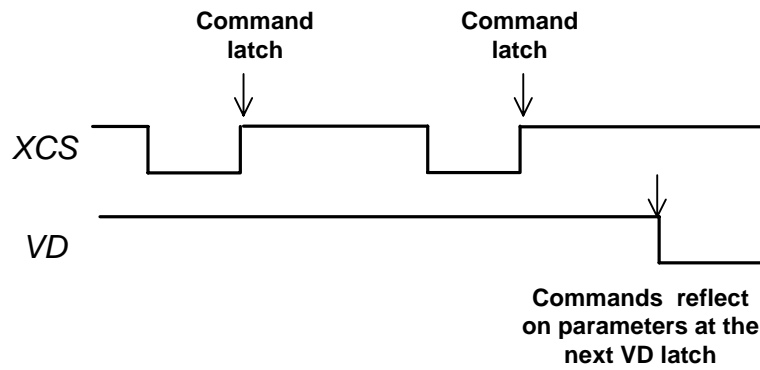 Command
latch
Command
latch
XCS
VD
Commands reflect
on parameters at the
next VD latch